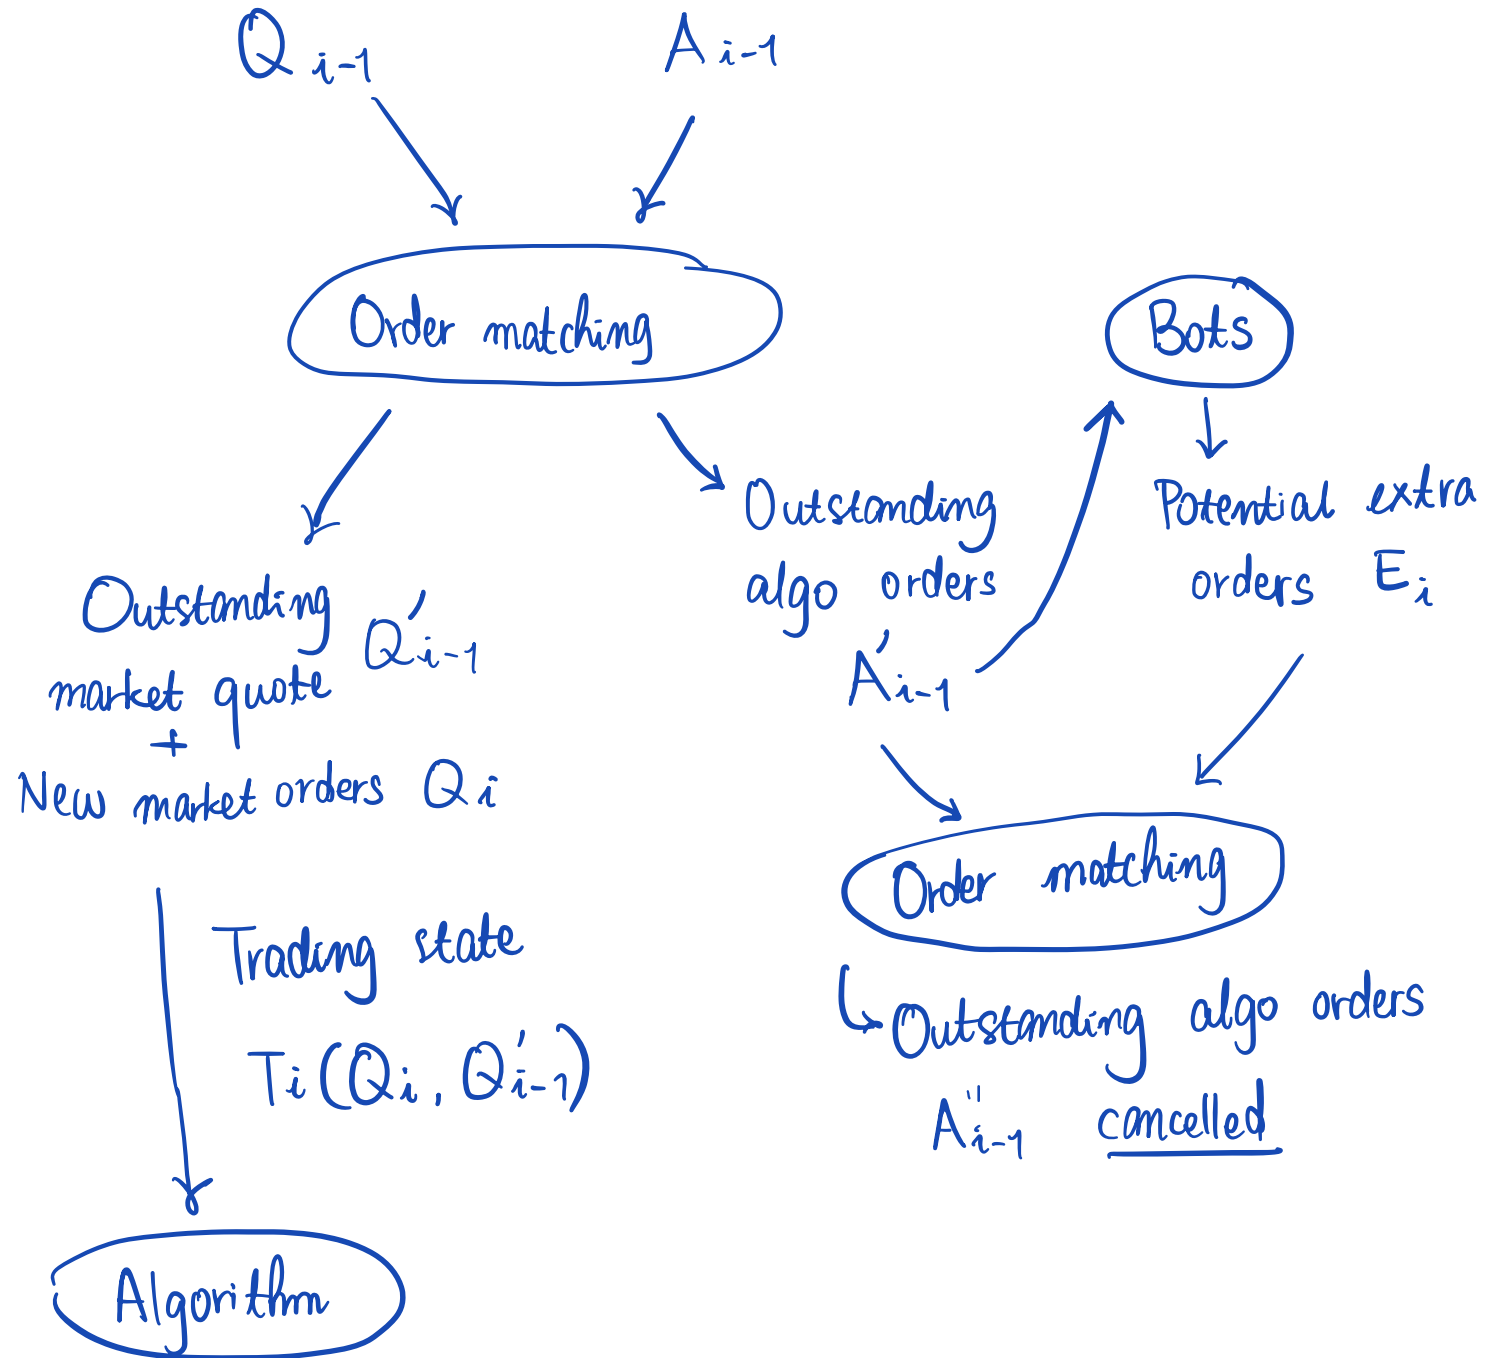 Q i-1
A i-1
Order matching
Bots
Outstanding
algo orders
A'i-1
Potential extra
orders Ei
Outstanding
market quote Q'i-1
+
New market orders Qi
Order matching
Trading state
Ti (Qi, Q'i-1)
Outstanding algo orders
A"i-1 cancelled
Algorithm